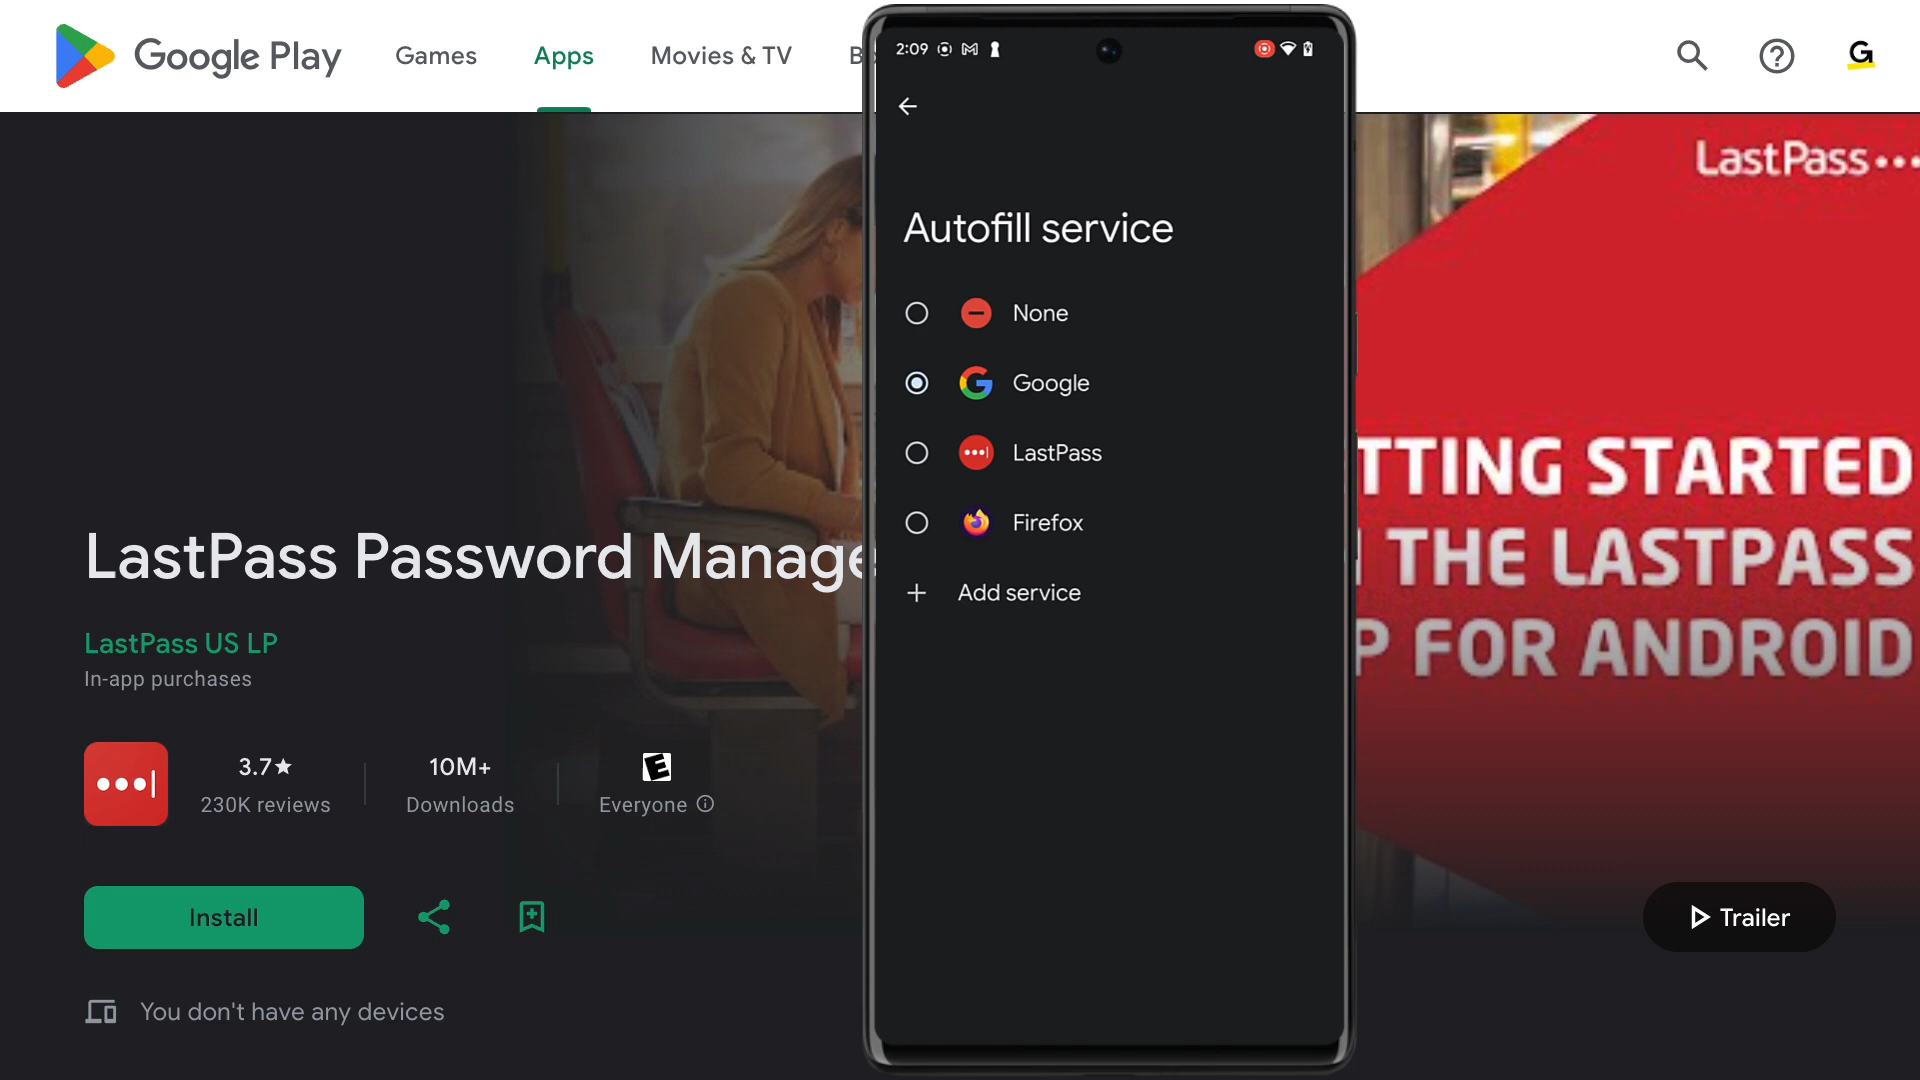 Google Play
Games
Apps
Movies & TV
2:09
Autofill service
None
Google
LastPass
Firefox
Add service
LastPass
TTING STARTED
THE LASTPASS
P FOR ANDROID
LastPass Password Manage
LastPass US LP
In-app purchases
3.7★
230K reviews
10M+
Downloads
E
Everyone
Install
You don't have any devices
Trailer